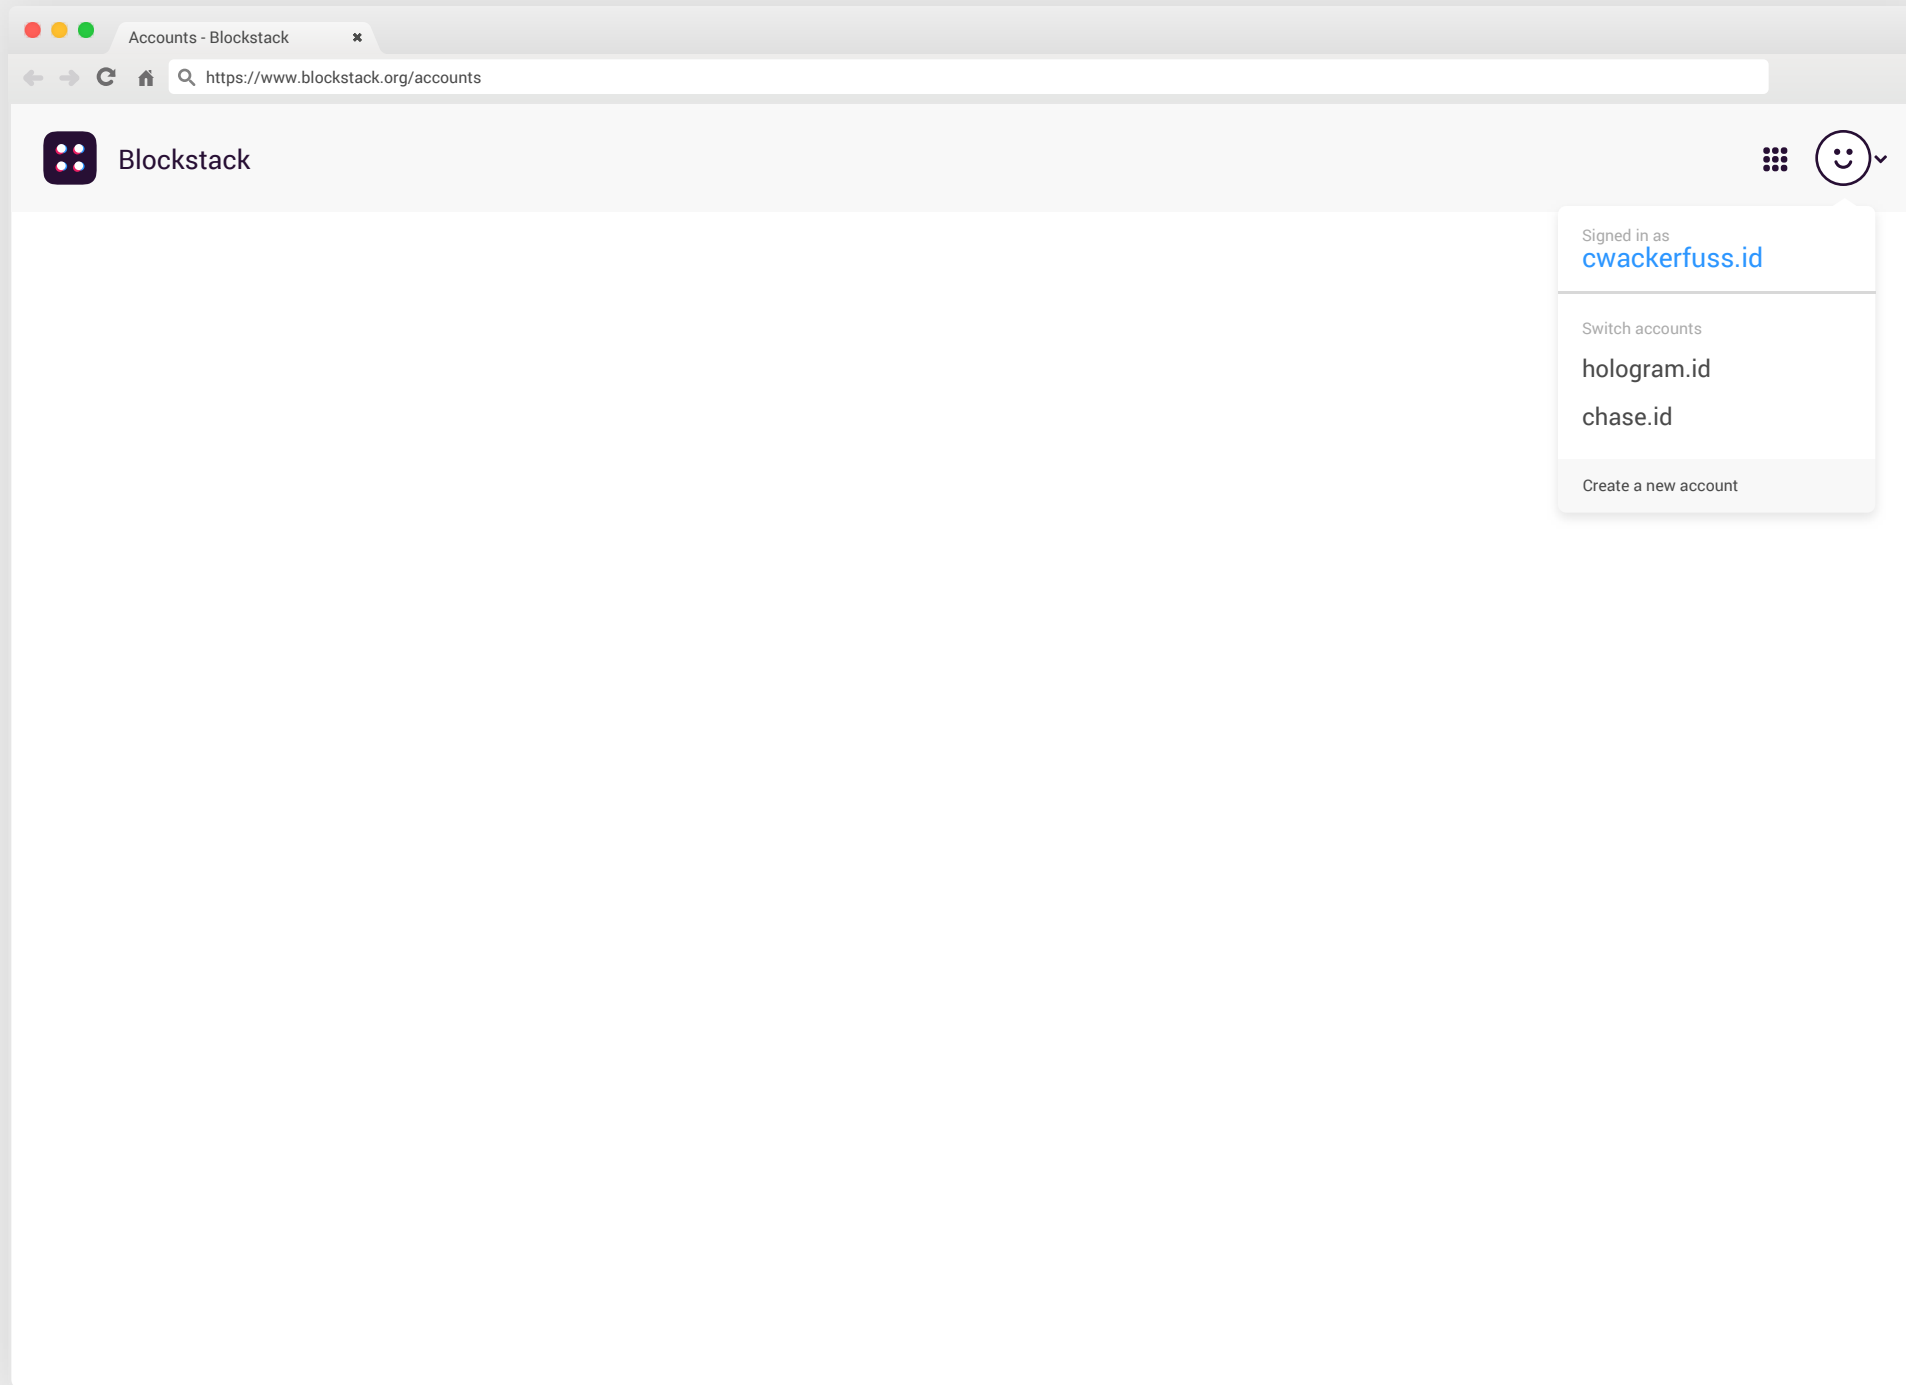 Accounts - Blockstack
https://www.blockstack.org/accounts
Blockstack
Signed in as
cwackerfuss.id
Switch accounts
hologram.id
chase.id
Create a new account